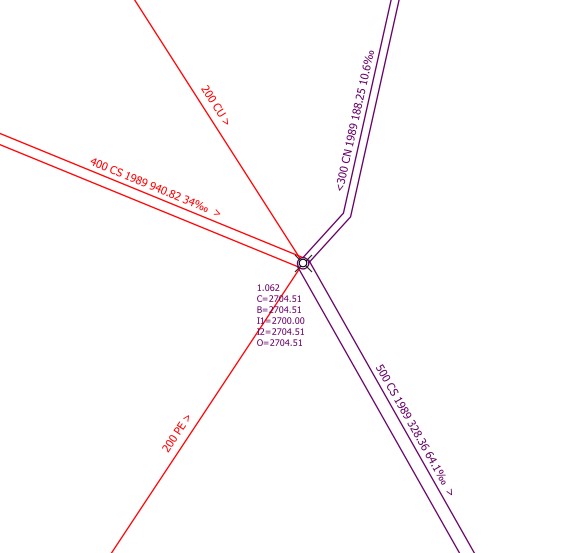 200 CU >
<300 CN 1989 188.25 10.6‰
400 CS 1989 940.82 34‰ >
1.062
C=2704.51
B=2704.51
I1=2700.00
I2=2704.51
O=2704.51
500 CS 1989 328.36 64.1‰ >
200 PE >